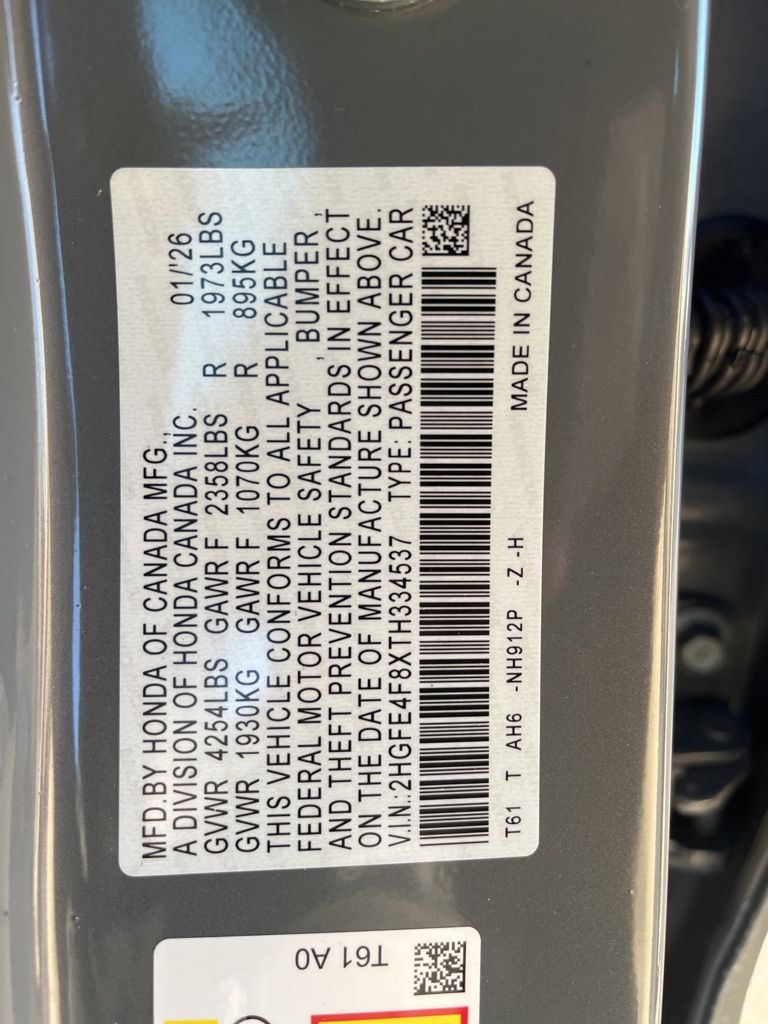 MFD.BY HONDA OF CANADA MFG., 01/'26
A DIVISION OF HONDA CANADA INC.
GVWR 4254LBS GAWR F 2358LBS R 1973LBS
GVWR 1930KG GAWR F 1070KG R 895KG
THIS VEHICLE CONFORMS TO ALL APPLICABLE
FEDERAL MOTOR VEHICLE SAFETY , BUMPER ,
AND THEFT PREVENTION STANDARDS IN EFFECT
ON THE DATE OF MANUFACTURE SHOWN ABOVE.
V.I.N.:2HGFE4F8XTH334537 TYPE: PASSENGER CAR
T61 T AH6 -NH912P -Z -H MADE IN CANADA
T61 A0